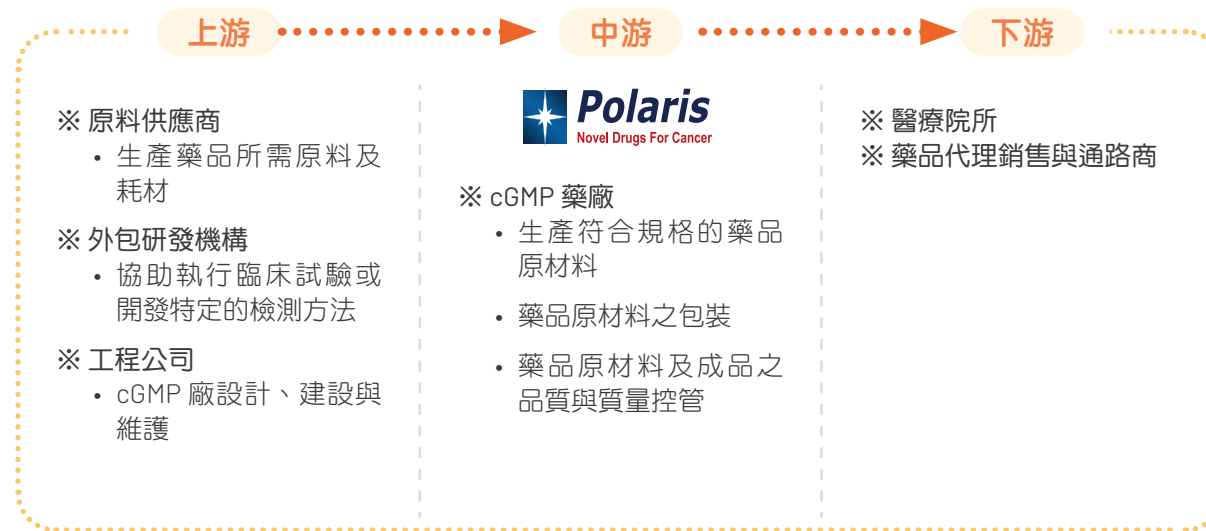 上游
中游
下游
※ 原料供應商
• 生產藥品所需原料及
耗材
※ 外包研發機構
• 協助執行臨床試驗或
開發特定的檢測方法
※ 工程公司
• cGMP 廠設計、建設與
維護
Polaris
Novel Drugs For Cancer
※ cGMP 藥廠
• 生產符合規格的藥品
原材料
• 藥品原材料之包裝
• 藥品原材料及成品之
品質與質量控管
※ 醫療院所
※ 藥品代理銷售與通路商